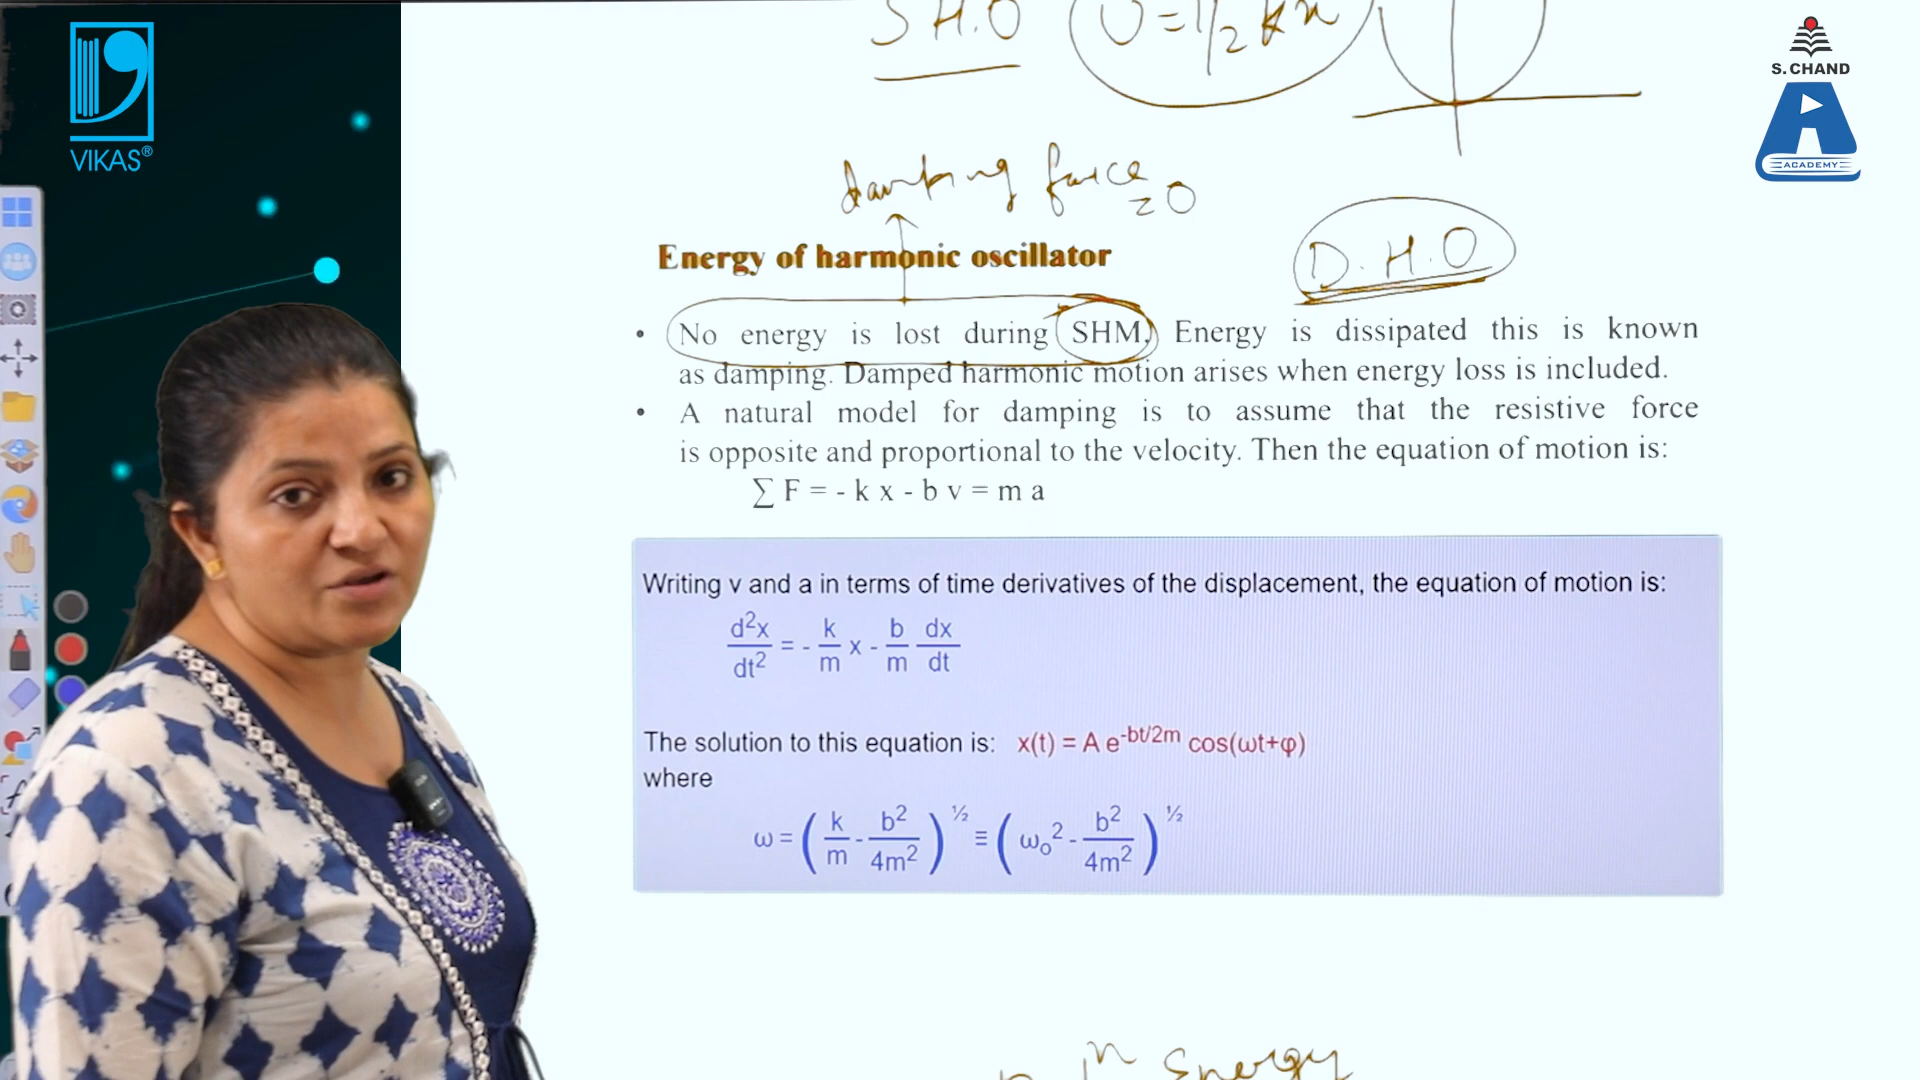 S.H.O U=1/2 kx
VIKAS®
S. CHAND
ACADEMY
damping force = 0
Energy of harmonic oscillator
D.H.O
• No energy is lost during SHM. Energy is dissipated this is known
as damping. Damped harmonic motion arises when energy loss is included.
• A natural model for damping is to assume that the resistive force
is opposite and proportional to the velocity. Then the equation of motion is:
∑ F = - k x - b v = m a
Writing v and a in terms of time derivatives of the displacement, the equation of motion is:
d²x/dt² = - k/m x - b/m dx/dt
The solution to this equation is: x(t) = A e^-bt/2m cos(ωt+φ)
where
ω = (k/m - b²/4m²)^½ ≡ (ω₀² - b²/4m²)^½
Energy